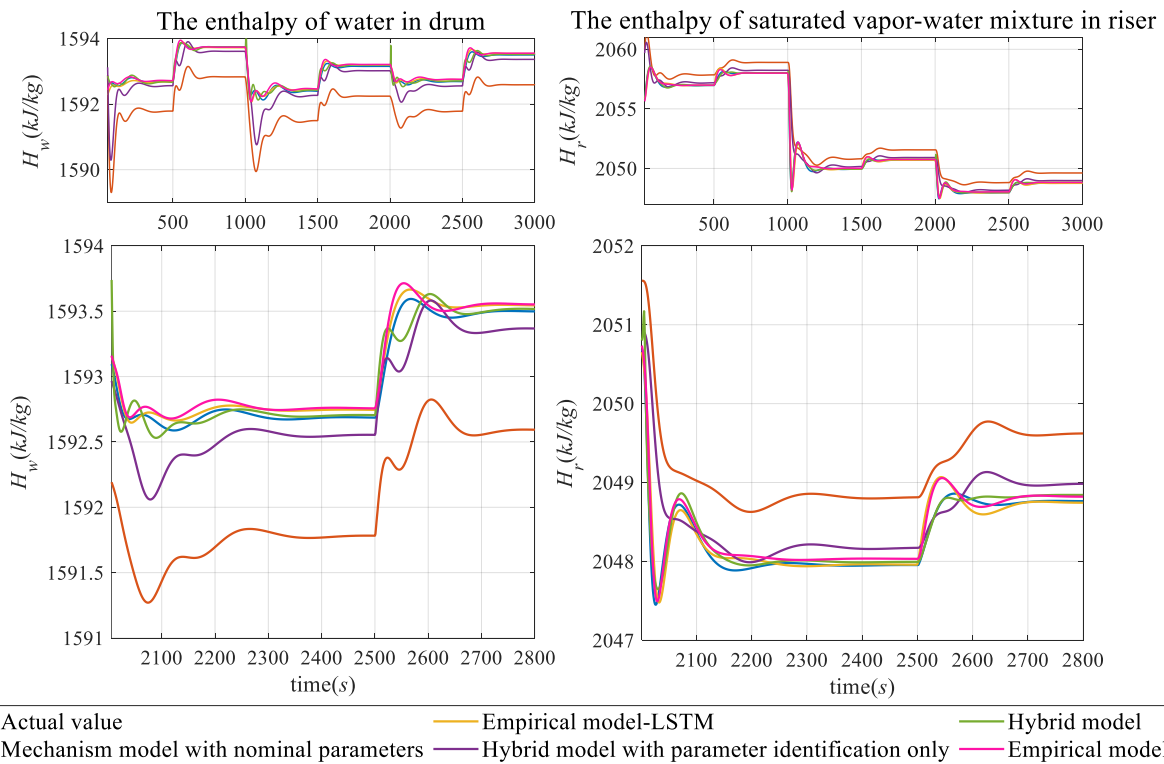 The enthalpy of water in drum
The enthalpy of saturated vapor-water mixture in riser
1594
1592
1590
H_w(kJ/kg)
500 1000 1500 2000 2500 3000
2060
2055
2050
H_r(kJ/kg)
500 1000 1500 2000 2500 3000
1594
1593.5
1593
1592.5
1592
1591.5
1591
H_w(kJ/kg)
2100 2200 2300 2400 2500 2600 2700 2800
time(s)
2052
2051
2050
2049
2048
2047
H_r(kJ/kg)
2100 2200 2300 2400 2500 2600 2700 2800
time(s)
Actual value Empirical model-LSTM Hybrid model
Mechanism model with nominal parameters Hybrid model with parameter identification only Empirical model